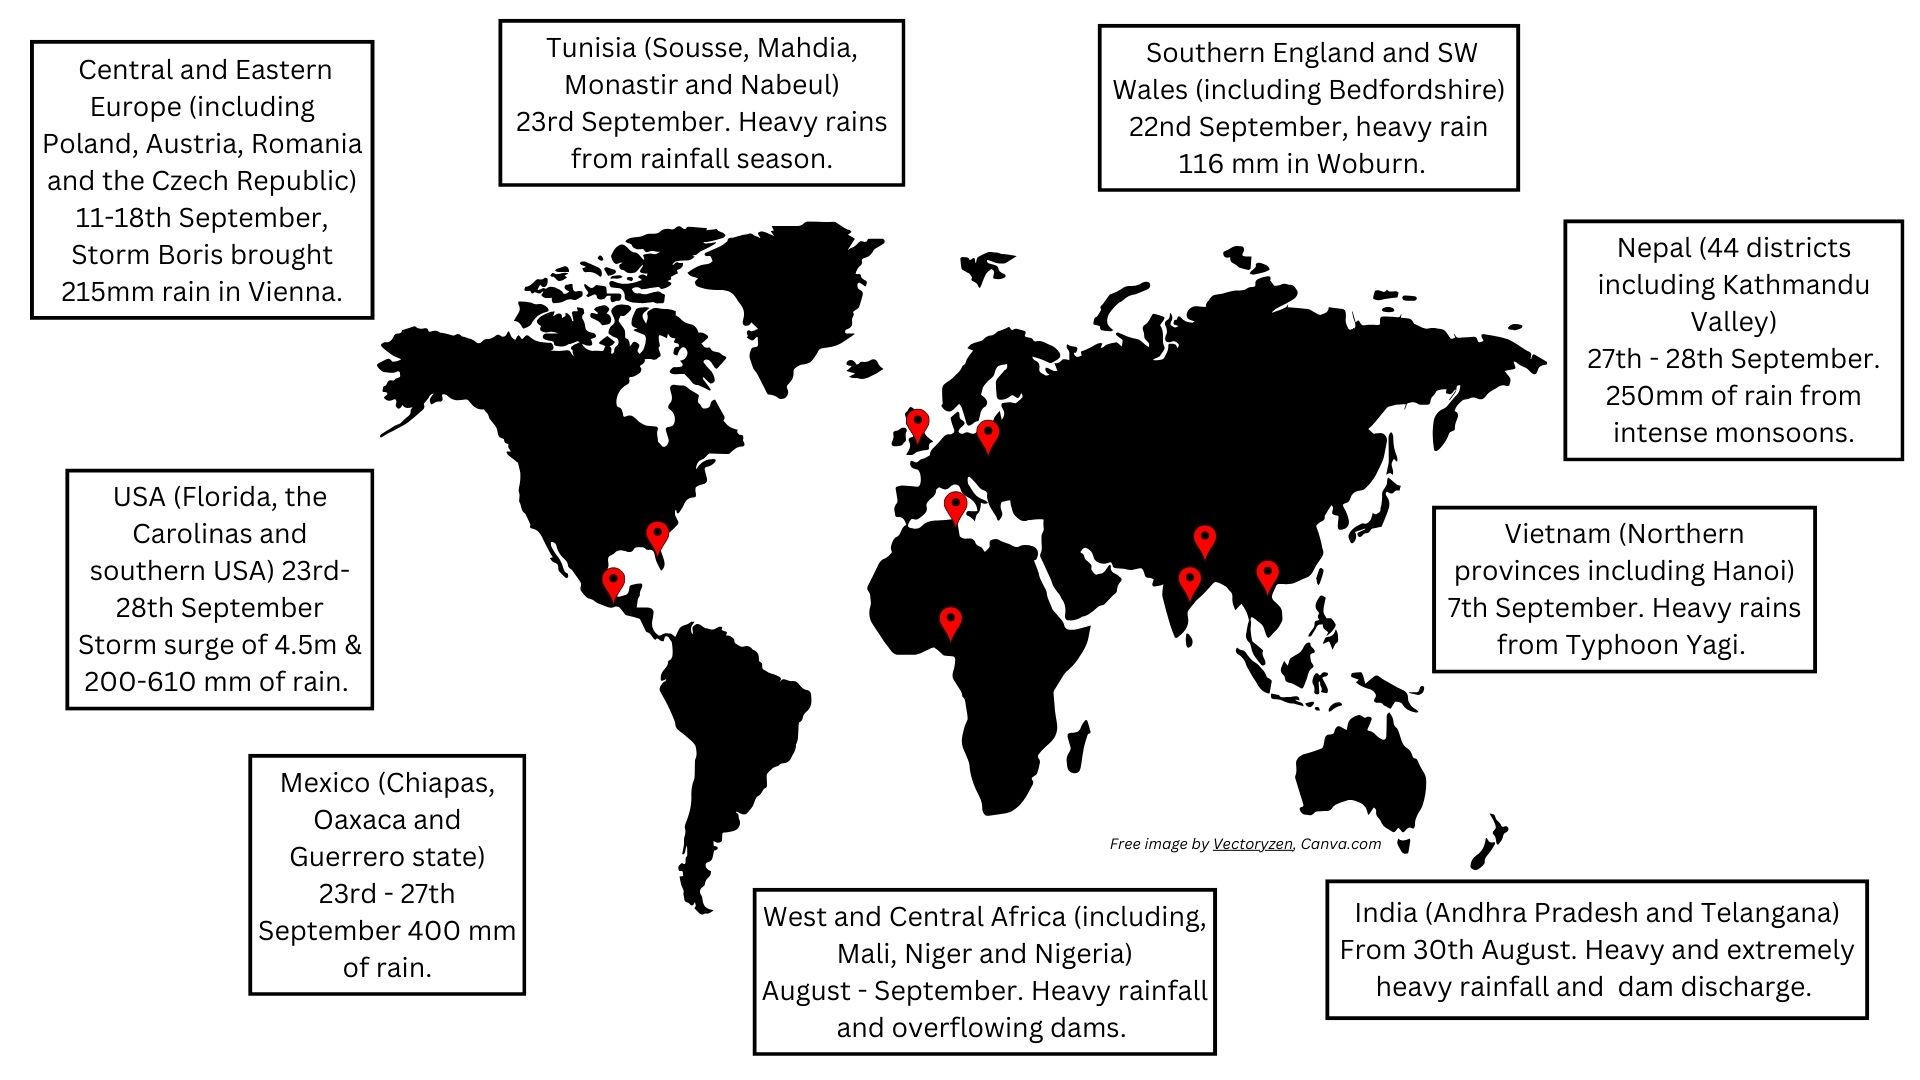 Central and Eastern
Europe (including
Poland, Austria, Romania
and the Czech Republic)
11-18th September,
Storm Boris brought
215mm rain in Vienna.
Tunisia (Sousse, Mahdia,
Monastir and Nabeul)
23rd September. Heavy rains
from rainfall season.
Southern England and SW
Wales (including Bedfordshire)
22nd September, heavy rain
116 mm in Woburn.
Nepal (44 districts
including Kathmandu
Valley)
27th - 28th September.
250mm of rain from
intense monsoons.
USA (Florida, the
Carolinas and
southern USA) 23rd-
28th September
Storm surge of 4.5m &
200-610 mm of rain.
Vietnam (Northern
provinces including Hanoi)
7th September. Heavy rains
from Typhoon Yagi.
Mexico (Chiapas,
Oaxaca and
Guerrero state)
23rd - 27th
September 400 mm
of rain.
Free image by Vectoryzen, Canva.com
West and Central Africa (including,
Mali, Niger and Nigeria)
August - September. Heavy rainfall
and overflowing dams.
India (Andhra Pradesh and Telangana)
From 30th August. Heavy and extremely
heavy rainfall and  dam discharge.